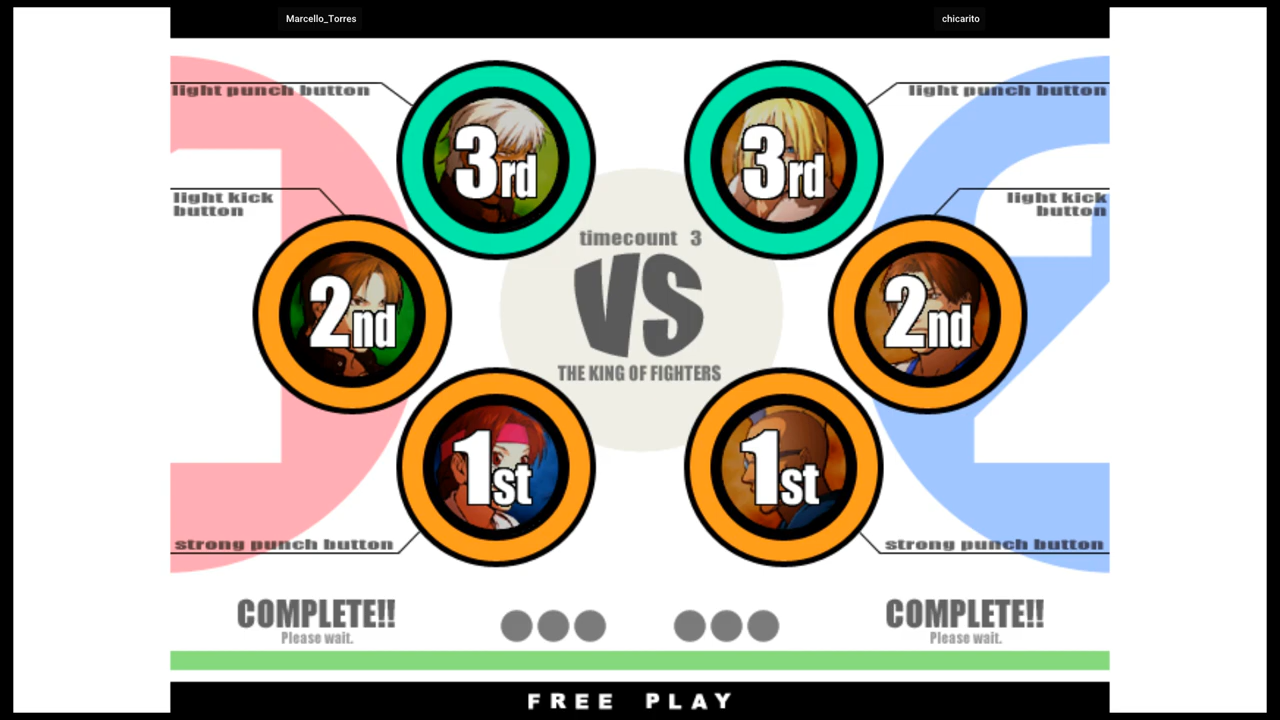 Marcello_Torres
chicarito
light punch button
light punch button
3rd
3rd
light kick
button
light kick
button
timecount 3
VS
2nd
2nd
THE KING OF FIGHTERS
1st
1st
strong punch button
strong punch button
COMPLETE!!
Please wait.
COMPLETE!!
Please wait.
FREE PLAY